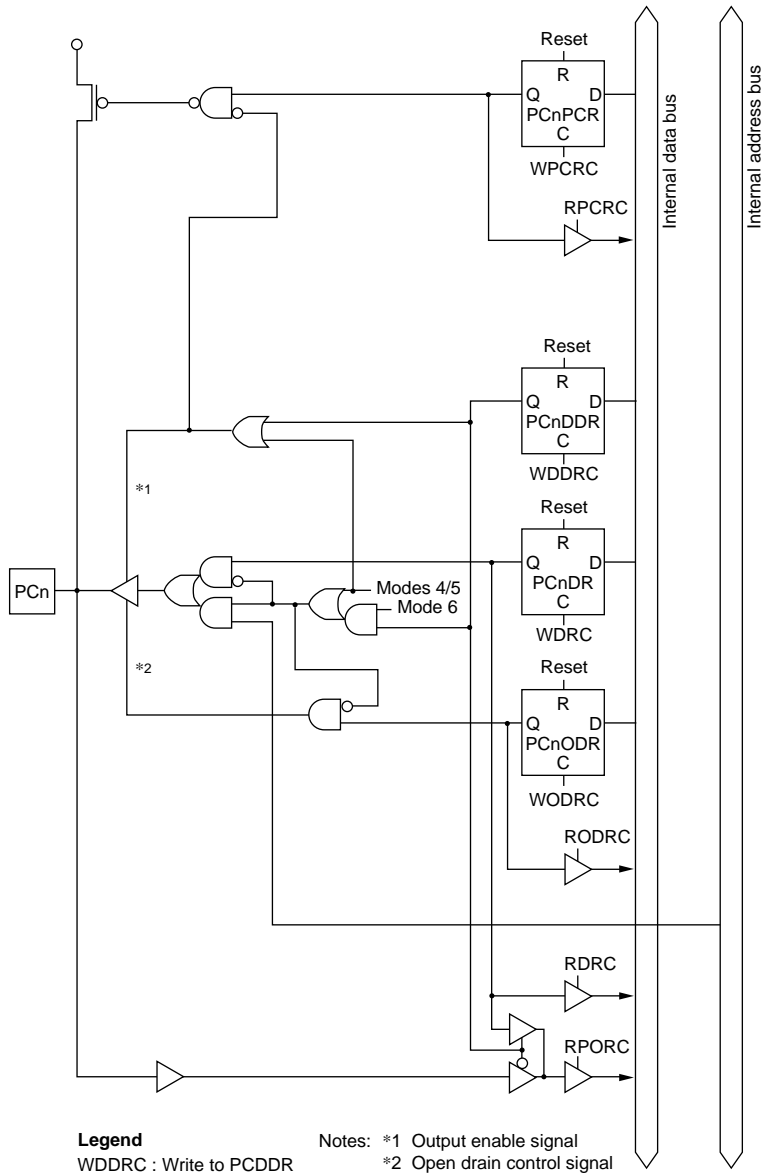 Reset
R
Q D
PCnPCR
C
WPCRC
RPCRC
Internal data bus
Internal address bus
Reset
R
Q D
PCnDDR
C
WDDRC
*1
Reset
R
Q D
PCnDR
C
WDRC
PCn
Modes 4/5
Mode 6
*2
Reset
R
Q D
PCnODR
C
WODRC
RODRC
RDRC
RPORC
Legend
WDDRC : Write to PCDDR
Notes: *1 Output enable signal
*2 Open drain control signal